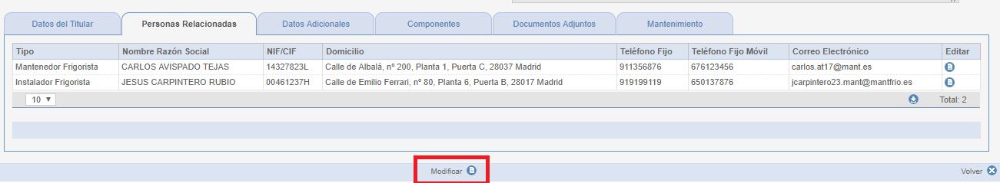 Datos del Titular Personas Relacionadas Datos Adicionales Componentes Documentos Adjuntos Mantenimiento
Tipo Nombre Razón Social NIF/CIF Domicilio Teléfono Fijo Teléfono Fijo Móvil Correo Electrónico Editar
Mantenedor Frigorista CARLOS AVISPADO TEJAS 14327823L Calle de Albalá, nº 200, Planta 1, Puerta C, 28037 Madrid 911356876 676123456 carlos.at17@mant.es
Instalador Frigorista JESUS CARPINTERO RUBIO 00461237H Calle de Emilio Ferrari, nº 80, Planta 6, Puerta B, 28017 Madrid 919199119 650137876 jcarpintero23.mant@mantfrio.es
10 Total: 2
Modificar Volver